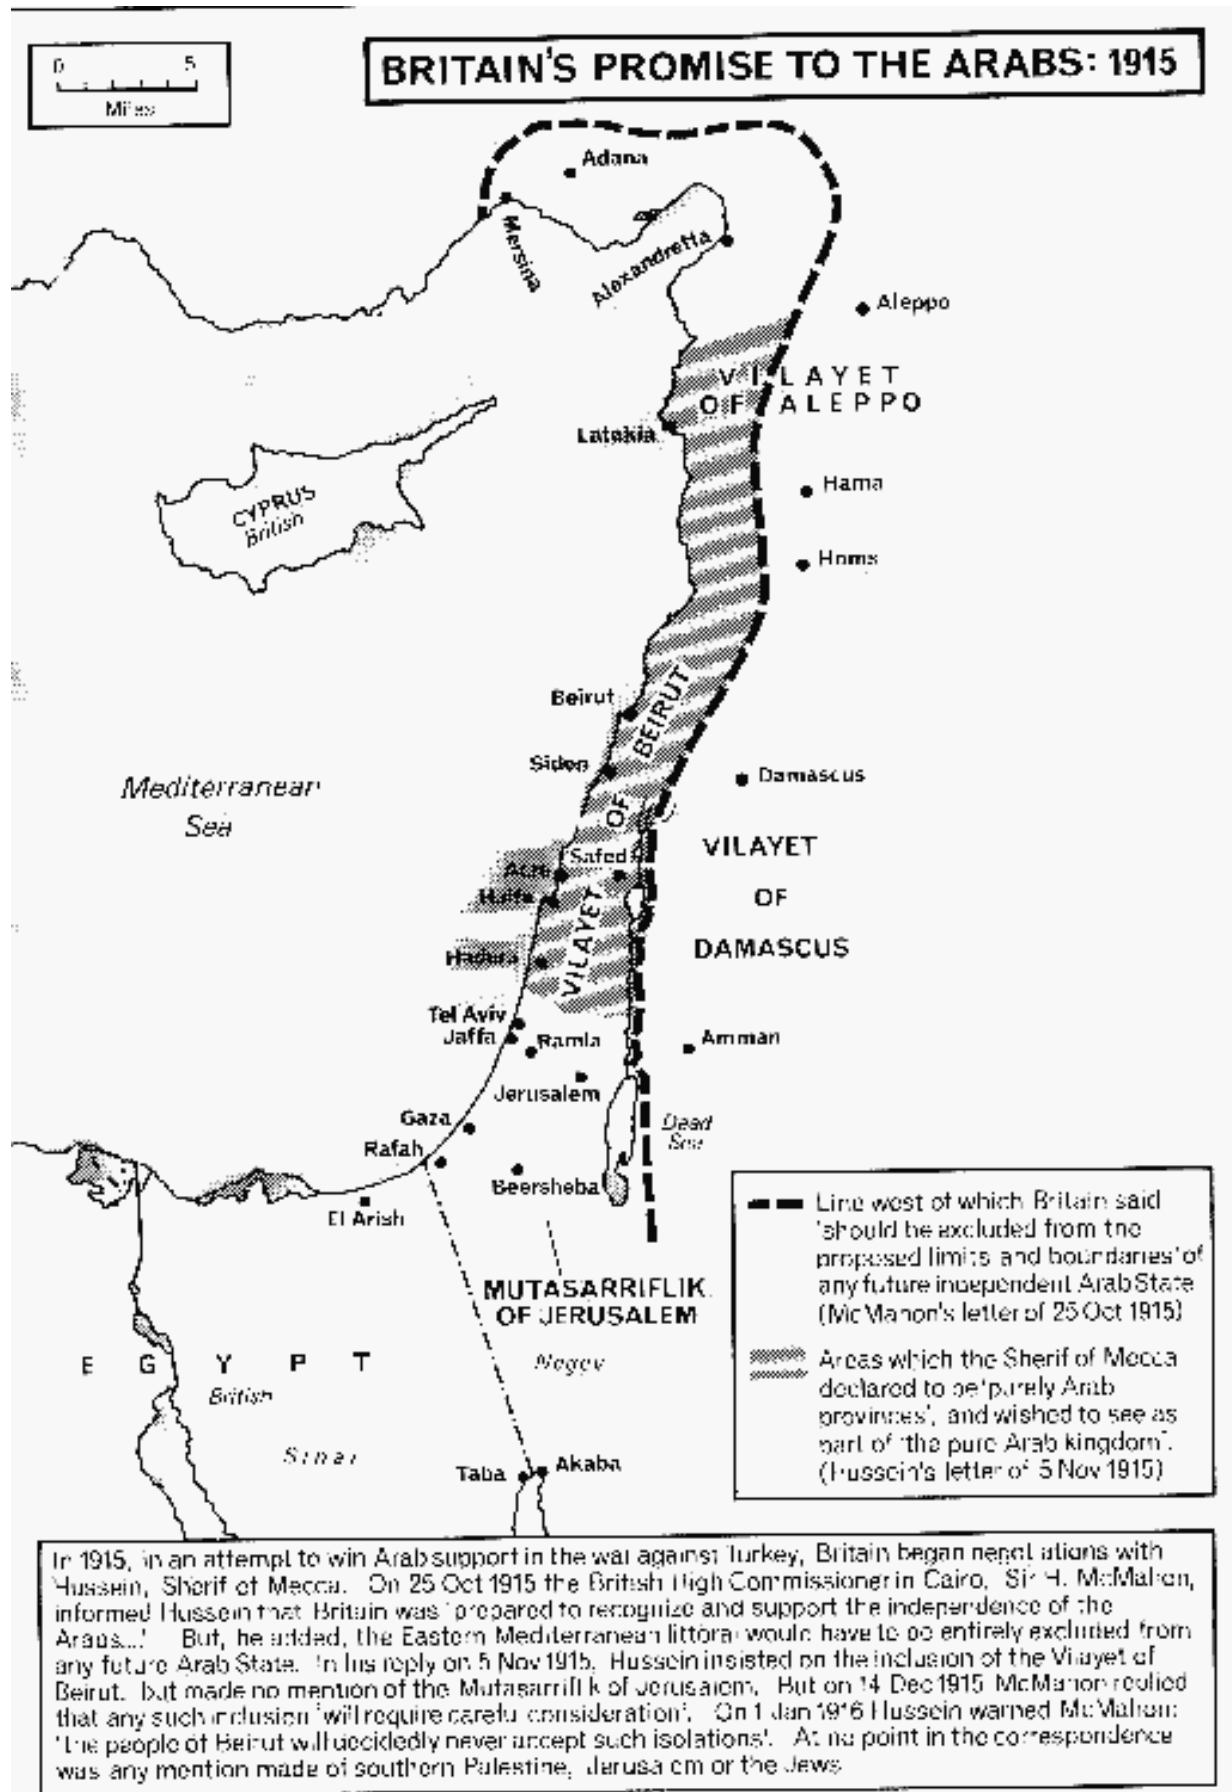 0 5
Miles
BRITAIN'S PROMISE TO THE ARABS: 1915
Adana
Mersina
Alexandretta
Aleppo
VILAYET
OF ALEPPO
Latakia
Hama
CYPRUS
British
Homs
Beirut
VILAYET OF BEIRUT
Sidon
Damascus
Mediterranean
Sea
VILAYET
OF
DAMASCUS
Safed
Acre
Haifa
Hadera
Tel Aviv
Jaffa
Ramla
Amman
Jerusalem
Gaza
Dead
Sea
Rafah
Beersheba
El Arish
MUTASARRIFLIK
OF JERUSALEM
EGYPT
British
Negev
Sinai
Taba
Akaba
Line west of which Britain said
'should be excluded from the
proposed limits and boundaries' of
any future independent Arab State
(McMahon's letter of 25 Oct 1915)
Areas which the Sherif of Mecca
declared to be 'purely Arab
provinces', and wished to see as
part of 'the pure Arab kingdom'.
(Hussein's letter of 5 Nov 1915)
In 1915, in an attempt to win Arab support in the war against Turkey, Britain began negotiations with
Hussein, Sherif of Mecca. On 25 Oct 1915 the British High Commissioner in Cairo, Sir H. McMahon,
informed Hussein that Britain was 'prepared to recognize and support the independence of the
Arabs...' But, he added, the Eastern Mediterranean littoral would have to be entirely excluded from
any future Arab State. In his reply on 5 Nov 1915, Hussein insisted on the inclusion of the Vilayet of
Beirut, but made no mention of the Mutasarriflik of Jerusalem. But on 14 Dec 1915 McMahon replied
that any such inclusion 'will require careful consideration'. On 1 Jan 1916 Hussein warned McMahon:
'the people of Beirut will decidedly never accept such isolations'. At no point in the correspondence
was any mention made of southern Palestine, Jerusalem or the Jews